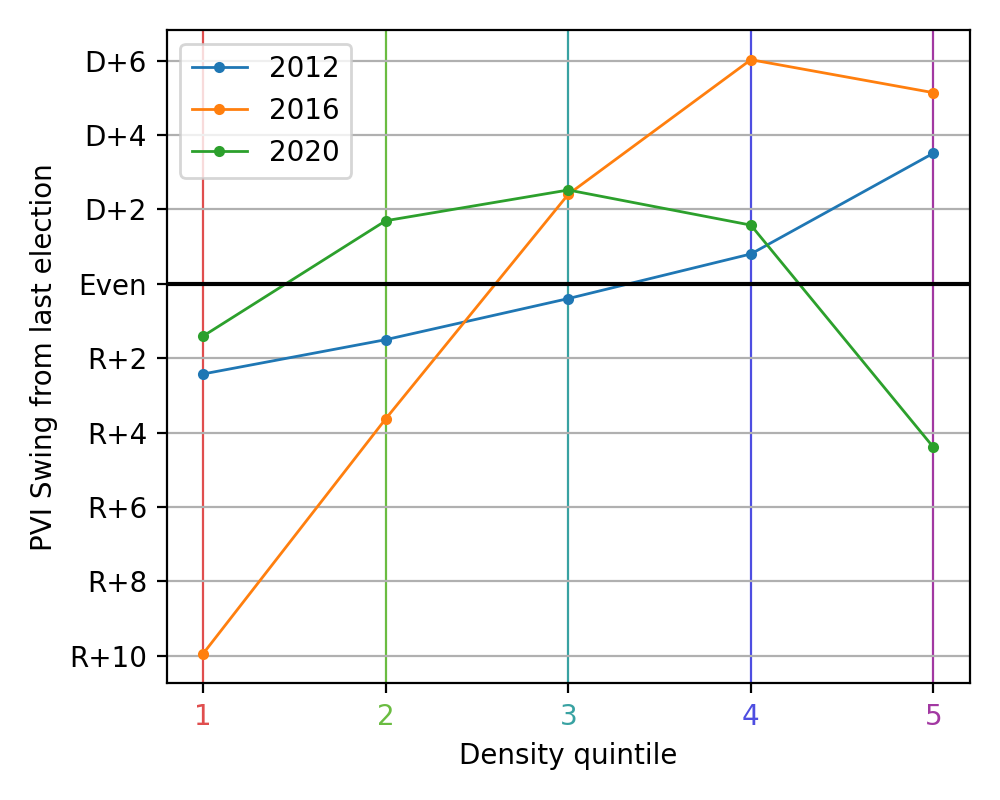 PVI Swing from last election
D+6
D+4
D+2
Even
R+2
R+4
R+6
R+8
R+10
2012
2016
2020
1 2 3 4 5
Density quintile